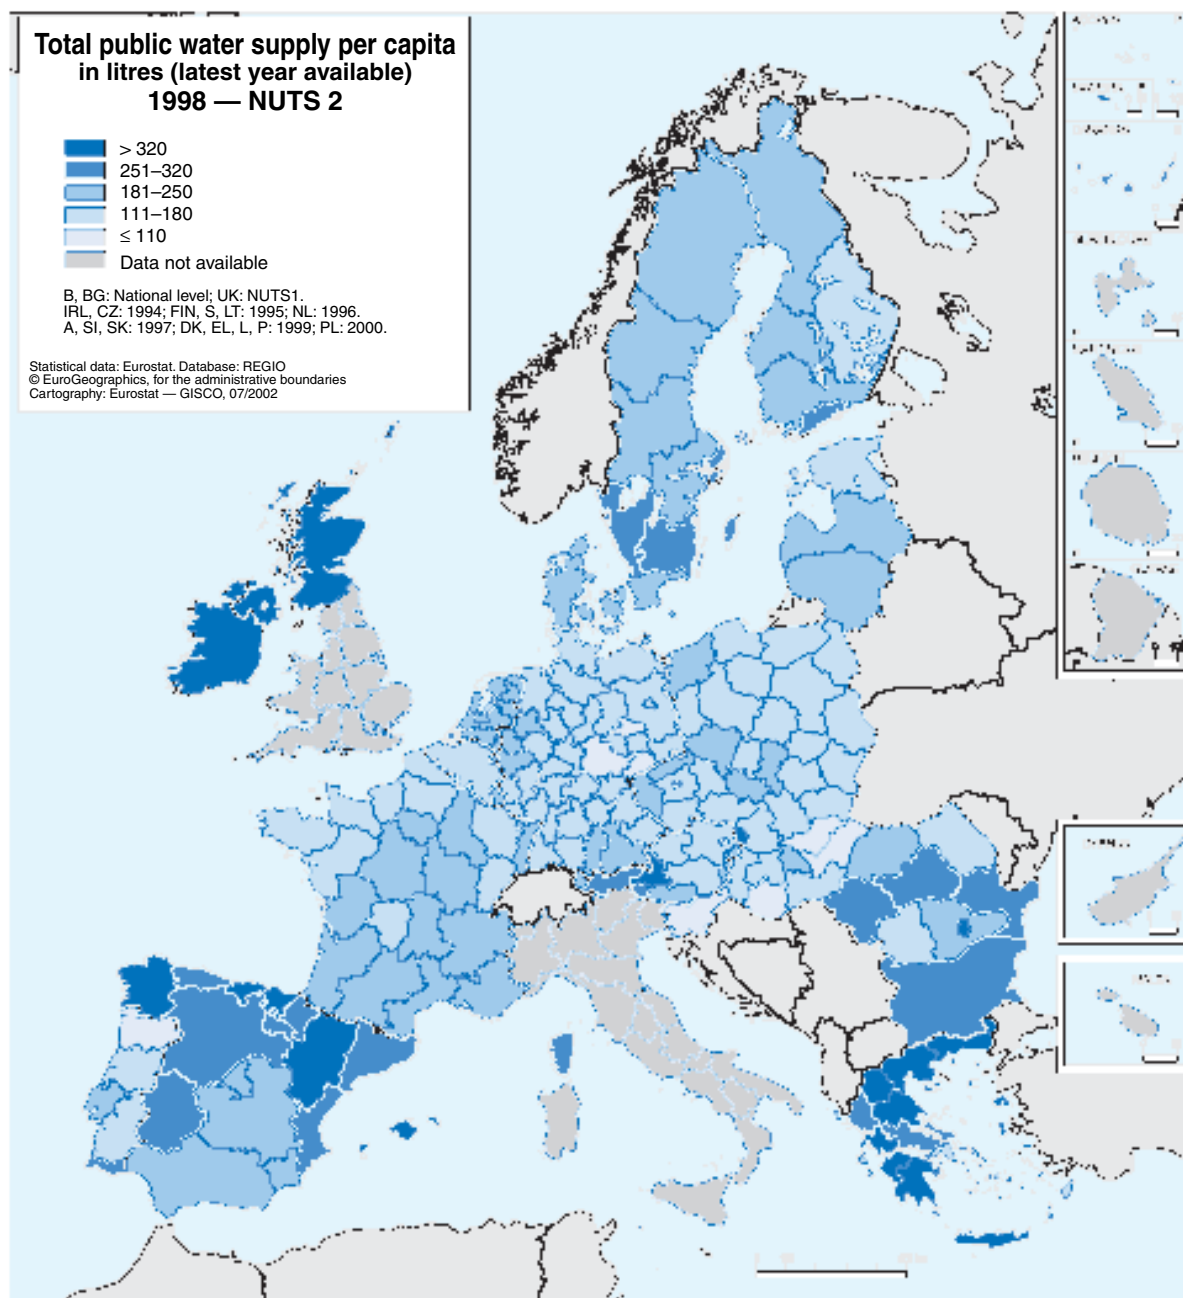 Total public water supply per capita
in litres (latest year available)
1998 — NUTS 2
> 320
251–320
181–250
111–180
≤ 110
Data not available
B, BG: National level; UK: NUTS1.
IRL, CZ: 1994; FIN, S, LT: 1995; NL: 1996.
A, SI, SK: 1997; DK, EL, L, P: 1999; PL: 2000.
Statistical data: Eurostat. Database: REGIO
© EuroGeographics, for the administrative boundaries
Cartography: Eurostat — GISCO, 07/2002